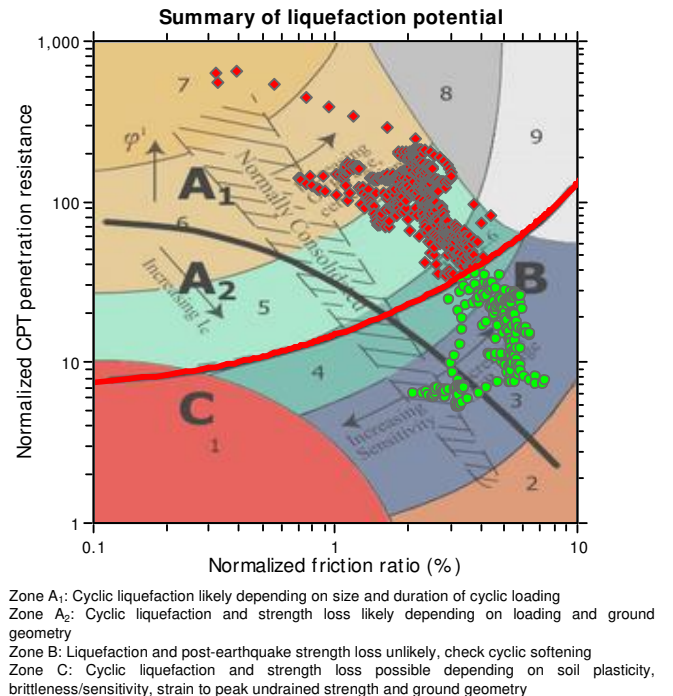 Summary of liquefaction potential
1,000
7
8
9
φ'
Increasing
Normally Consolidated
A1
100
6
A2
B
Increasing Ic
5
10
4
3
C
1
Increasing
Sensitivity
2
1
0.1
1
10
Normalized CPT penetration resistance
Normalized friction ratio (%)
Zone A1: Cyclic liquefaction likely depending on size and duration of cyclic loading
Zone A2: Cyclic liquefaction and strength loss likely depending on loading and ground
geometry
Zone B: Liquefaction and post-earthquake strength loss unlikely, check cyclic softening
Zone C: Cyclic liquefaction and strength loss possible depending on soil plasticity,
brittleness/sensitivity, strain to peak undrained strength and ground geometry